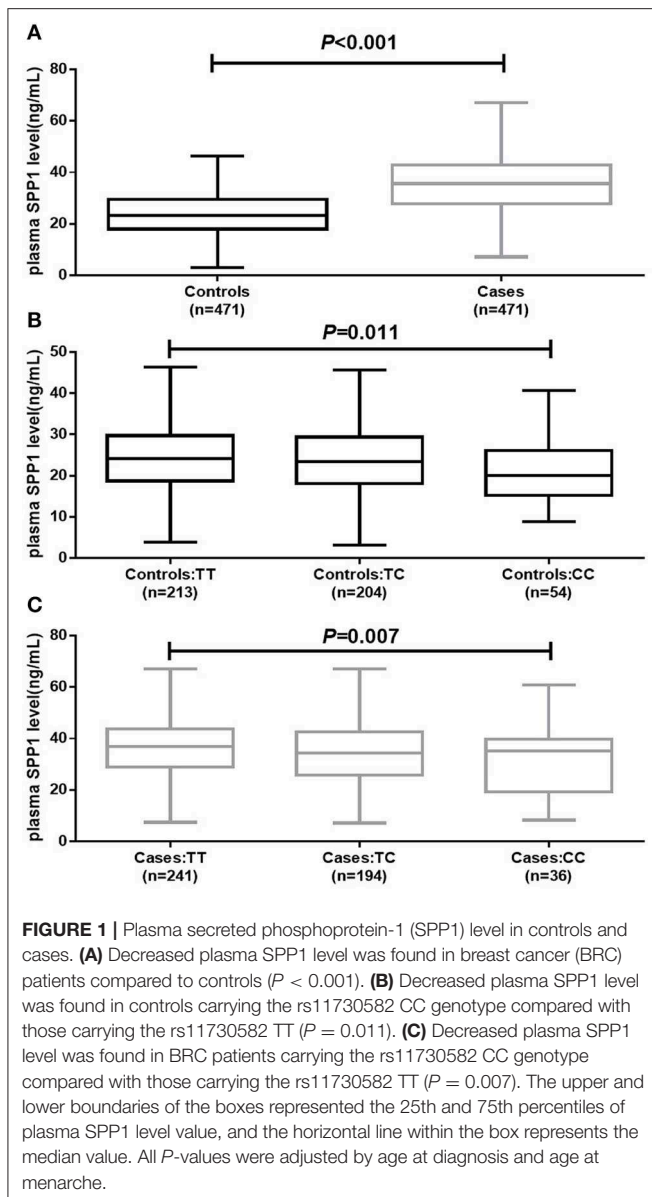 A
P<0.001
plasma SPP1 level(ng/mL)
80
60
40
20
0
Controls
(n=471)
Cases
(n=471)
B
P=0.011
plasma SPP1 level(ng/mL)
50
40
30
20
10
0
Controls:TT
(n=213)
Controls:TC
(n=204)
Controls:CC
(n=54)
C
P=0.007
plasma SPP1 level(ng/mL)
80
60
40
20
0
Cases:TT
(n=241)
Cases:TC
(n=194)
Cases:CC
(n=36)
FIGURE 1 | Plasma secreted phosphoprotein-1 (SPP1) level in controls and
cases. (A) Decreased plasma SPP1 level was found in breast cancer (BRC)
patients compared to controls (P < 0.001). (B) Decreased plasma SPP1 level
was found in controls carrying the rs11730582 CC genotype compared with
those carrying the rs11730582 TT (P = 0.011). (C) Decreased plasma SPP1
level was found in BRC patients carrying the rs11730582 CC genotype
compared with those carrying the rs11730582 TT (P = 0.007). The upper and
lower boundaries of the boxes represented the 25th and 75th percentiles of
plasma SPP1 level value, and the horizontal line within the box represents the
median value. All P-values were adjusted by age at diagnosis and age at
menarche.